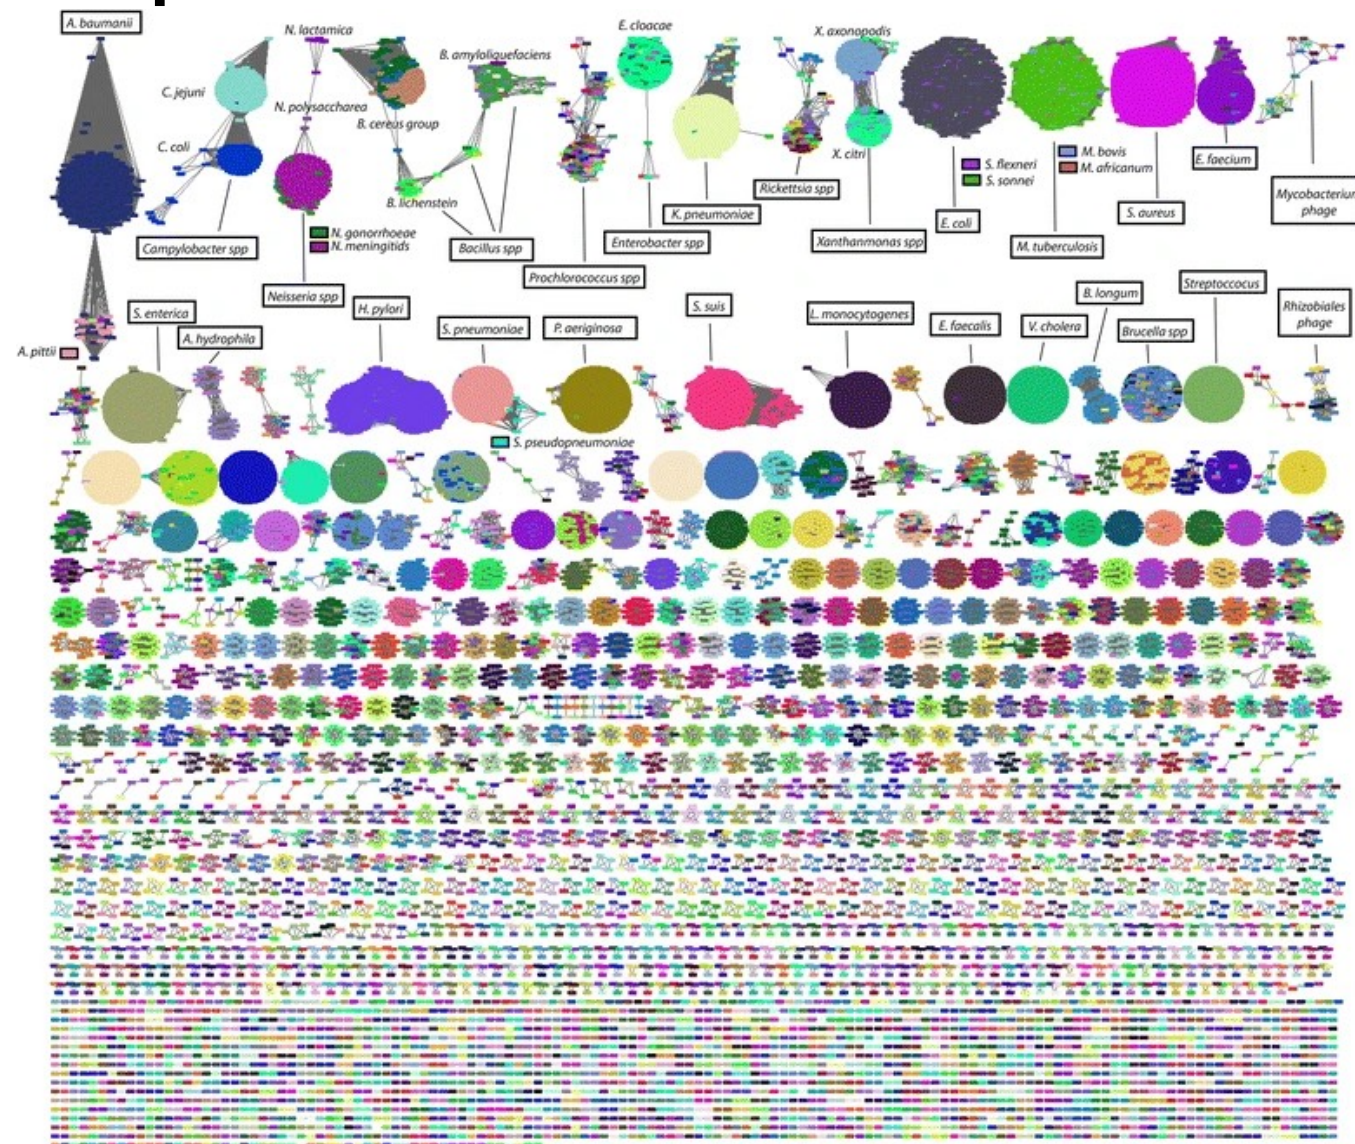 A. baumanii
N. lactamica
E. cloacae
X. axonopodis
B. amyloliquefaciens
C. jejuni
N. polysaccharea
B. cereus group
C. coli
X. citri
S. flexneri
S. sonnei
M. bovis
M. africanum
E. faecium
B. lichenstein
Rickettsia spp
K. pneumoniae
E. coli
S. aureus
Mycobacterium
phage
N. gonorrhoeae
N. meningitids
Campylobacter spp
Bacillus spp
Enterobacter spp
Xanthanmonas spp
M. tuberculosis
Prochlorococcus spp
Neisseria spp
S. enterica
H. pylori
S. suis
B. longum
Streptoccocus
A. hydrophila
S. pneumoniae
P. aeriginosa
L. monocytogenes
E. faecalis
V. cholera
Brucella spp
Rhizobiales
phage
A. pittii
S. pseudopneumoniae